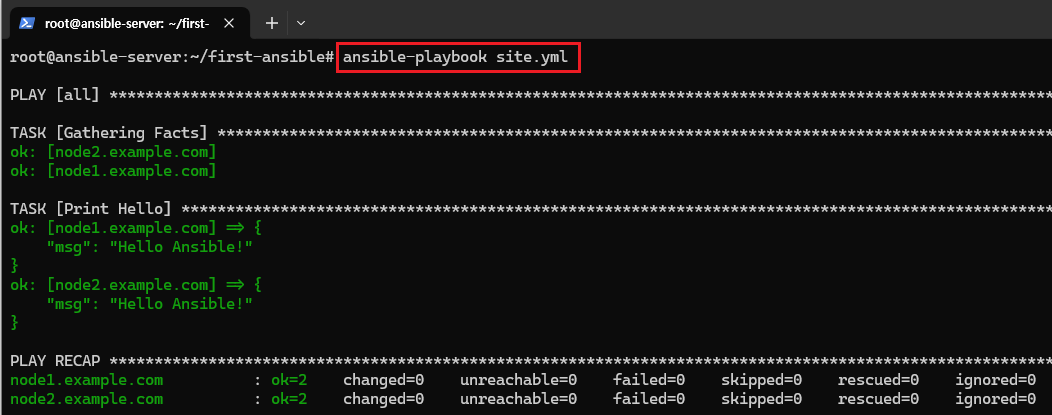 root@ansible-server: ~/first-
root@ansible-server:~/first-ansible# ansible-playbook site.yml
PLAY [all] *********************************************************************************************************
TASK [Gathering Facts] *********************************************************************************************
ok: [node2.example.com]
ok: [node1.example.com]
TASK [Print Hello] *************************************************************************************************
ok: [node1.example.com] => {
    "msg": "Hello Ansible!"
}
ok: [node2.example.com] => {
    "msg": "Hello Ansible!"
}
PLAY RECAP *********************************************************************************************************
node1.example.com          : ok=2    changed=0    unreachable=0    failed=0    skipped=0    rescued=0    ignored=0
node2.example.com          : ok=2    changed=0    unreachable=0    failed=0    skipped=0    rescued=0    ignored=0